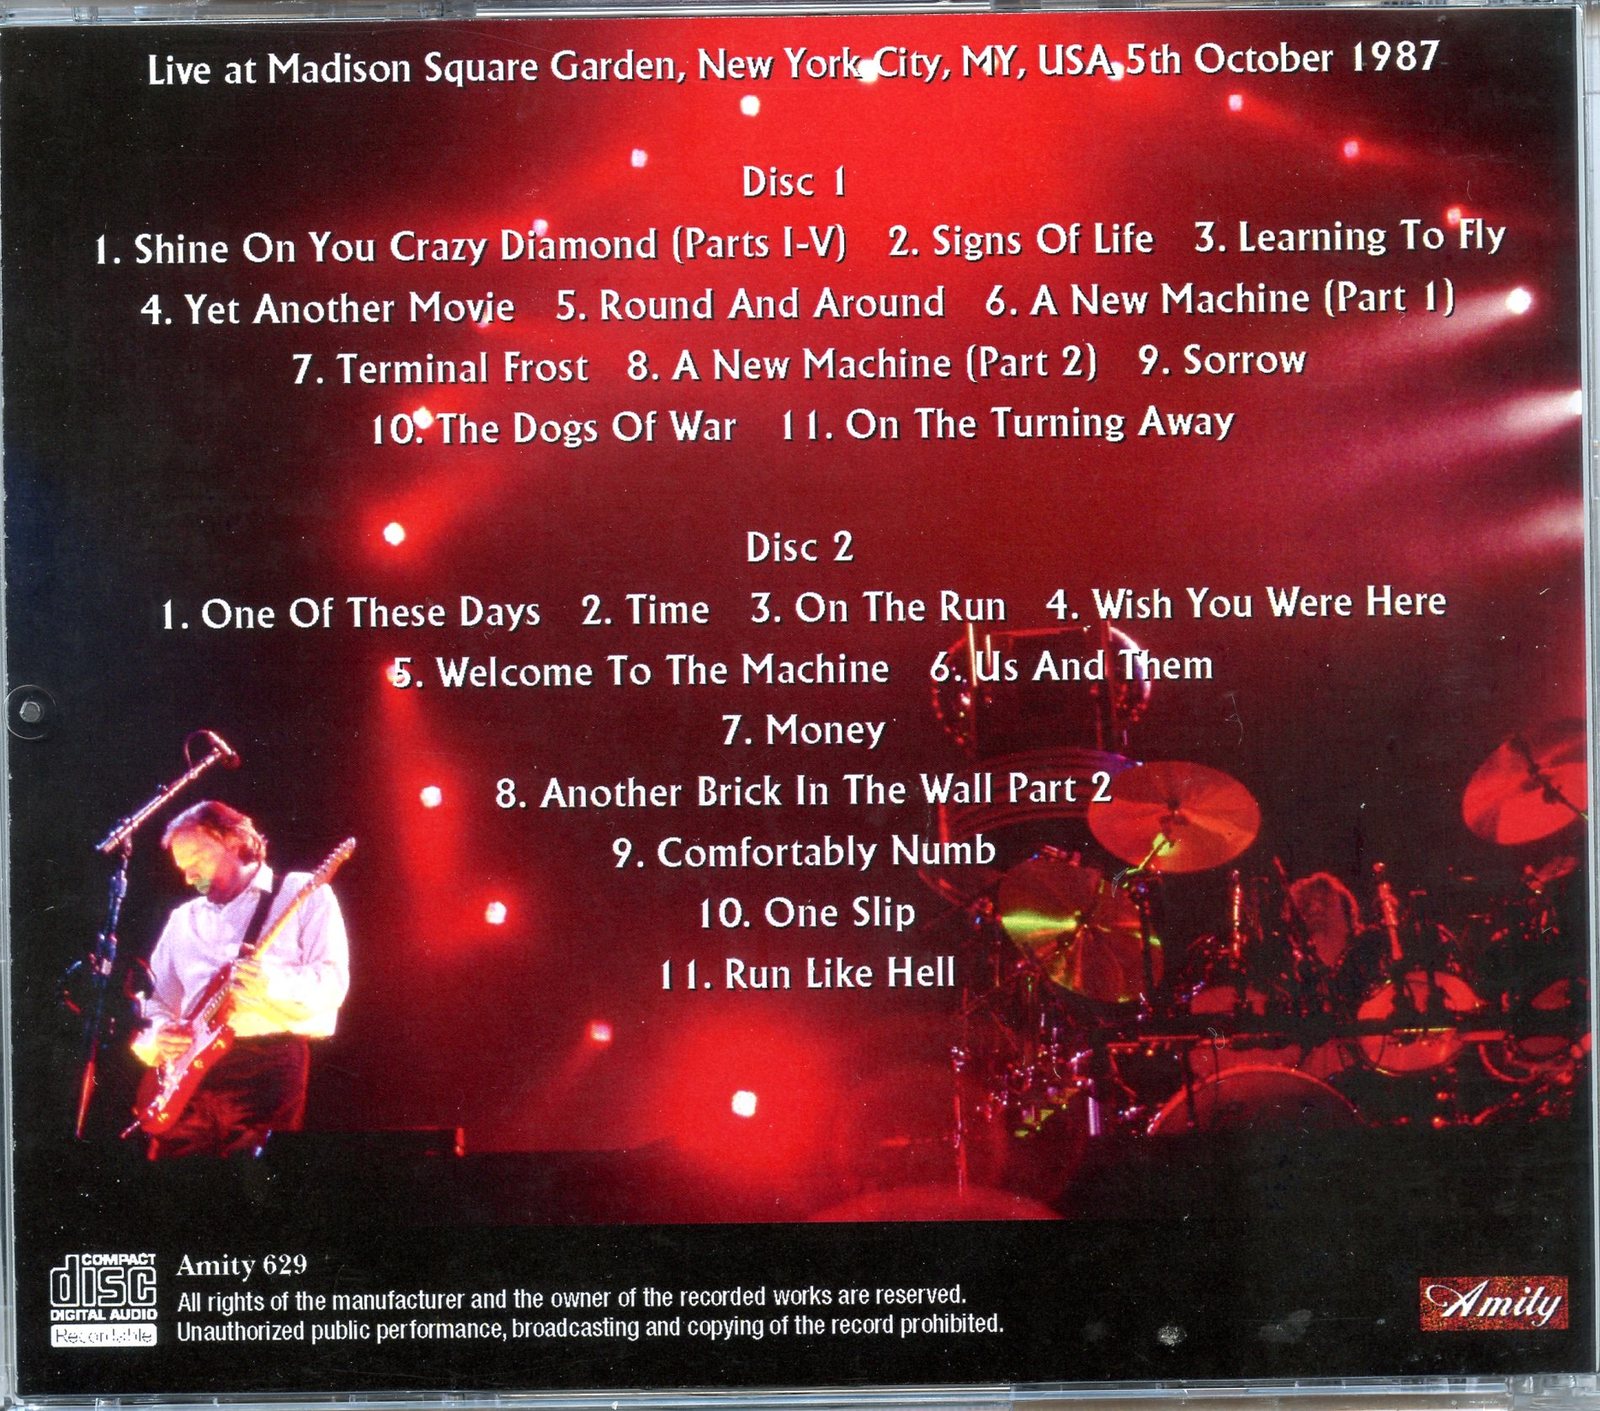 Live at Madison Square Garden, New York City, MY, USA 5th October 1987
Disc 1
1. Shine On You Crazy Diamond (Parts I-V) 2. Signs Of Life 3. Learning To Fly
4. Yet Another Movie 5. Round And Around 6. A New Machine (Part 1)
7. Terminal Frost 8. A New Machine (Part 2) 9. Sorrow
10. The Dogs Of War 11. On The Turning Away
Disc 2
1. One Of These Days 2. Time 3. On The Run 4. Wish You Were Here
5. Welcome To The Machine 6. Us And Them
7. Money
8. Another Brick In The Wall Part 2
9. Comfortably Numb
10. One Slip
11. Run Like Hell
COMPACT
disc
DIGITAL AUDIO
Recordable
Amity 629
All rights of the manufacturer and the owner of the recorded works are reserved.
Unauthorized public performance, broadcasting and copying of the record prohibited.
Amity